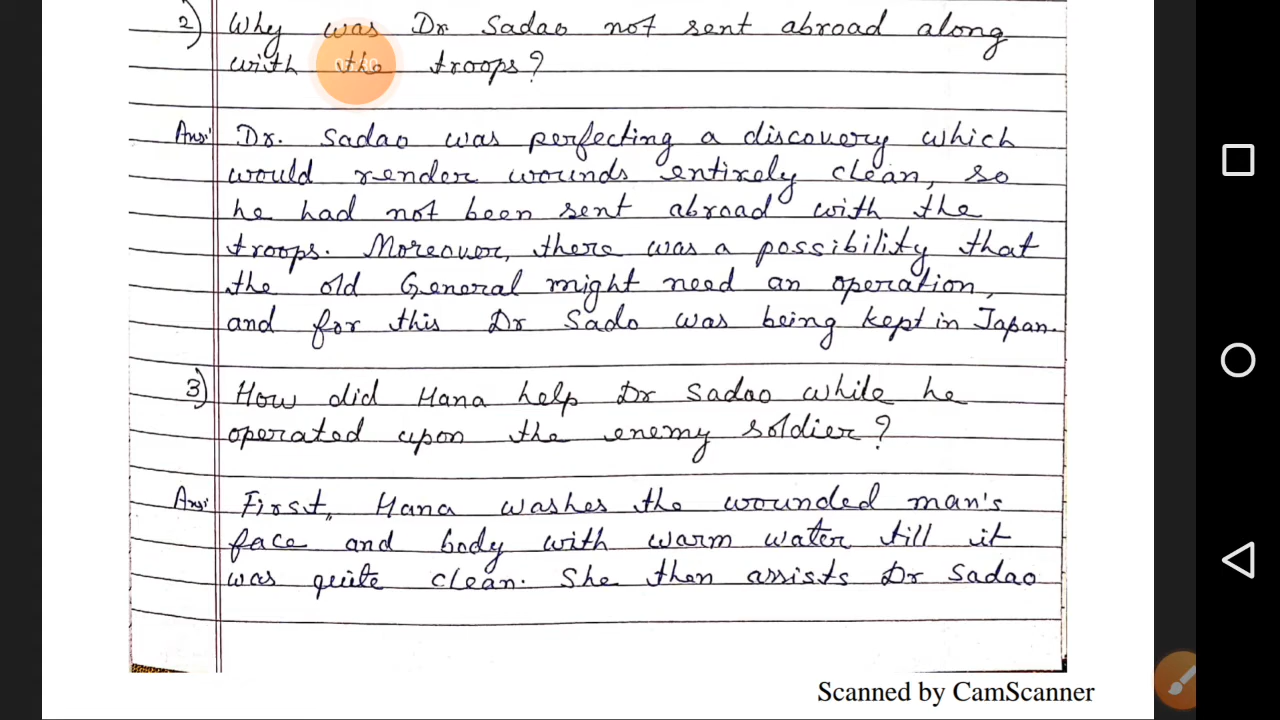 2) Why was Dr Sadao not sent abroad along
with the troops?
Ans: Dr. Sadao was perfecting a discovery which
would render wounds entirely clean, so
he had not been sent abroad with the
troops. Moreover, there was a possibility that
the old General might need an operation,
and for this Dr Sado was being kept in Japan.
3) How did Hana help Dr Sadao while he
operated upon the enemy soldier?
Ans: First, Hana washes the wounded man's
face and body with warm water till it
was quite clean. She then assists Dr Sadao
Scanned by CamScanner